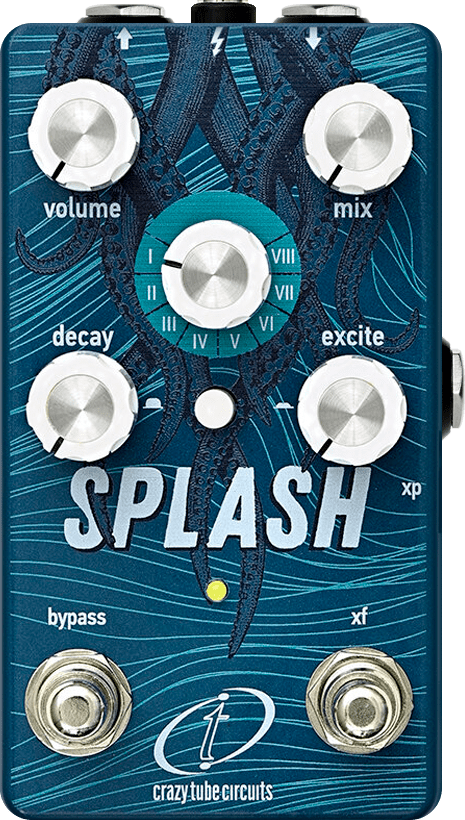 volume
mix
I
VIII
II
VII
III
VI
IV
V
decay
excite
SPLASH
xp
bypass
xf
crazy tube circuits